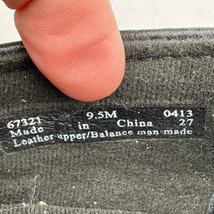 67321 9.5M 0413
Made in China 27
Leather upper/Balance man-made